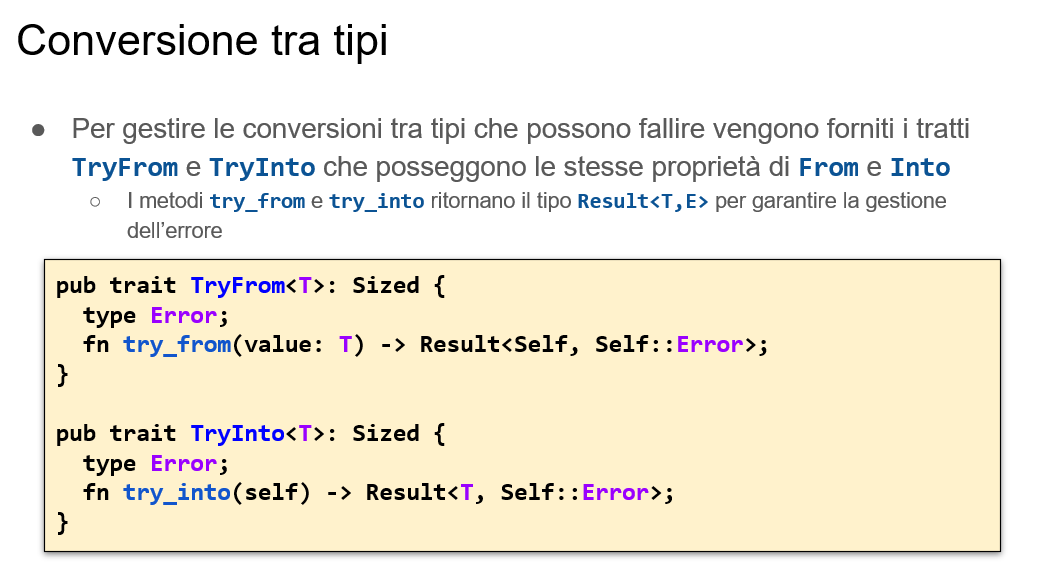 Conversione tra tipi
● Per gestire le conversioni tra tipi che possono fallire vengono forniti i tratti
TryFrom e TryInto che posseggono le stesse proprietà di From e Into
○ I metodi try_from e try_into ritornano il tipo Result<T,E> per garantire la gestione
dell’errore
pub trait TryFrom<T>: Sized {
  type Error;
  fn try_from(value: T) -> Result<Self, Self::Error>;
}

pub trait TryInto<T>: Sized {
  type Error;
  fn try_into(self) -> Result<T, Self::Error>;
}